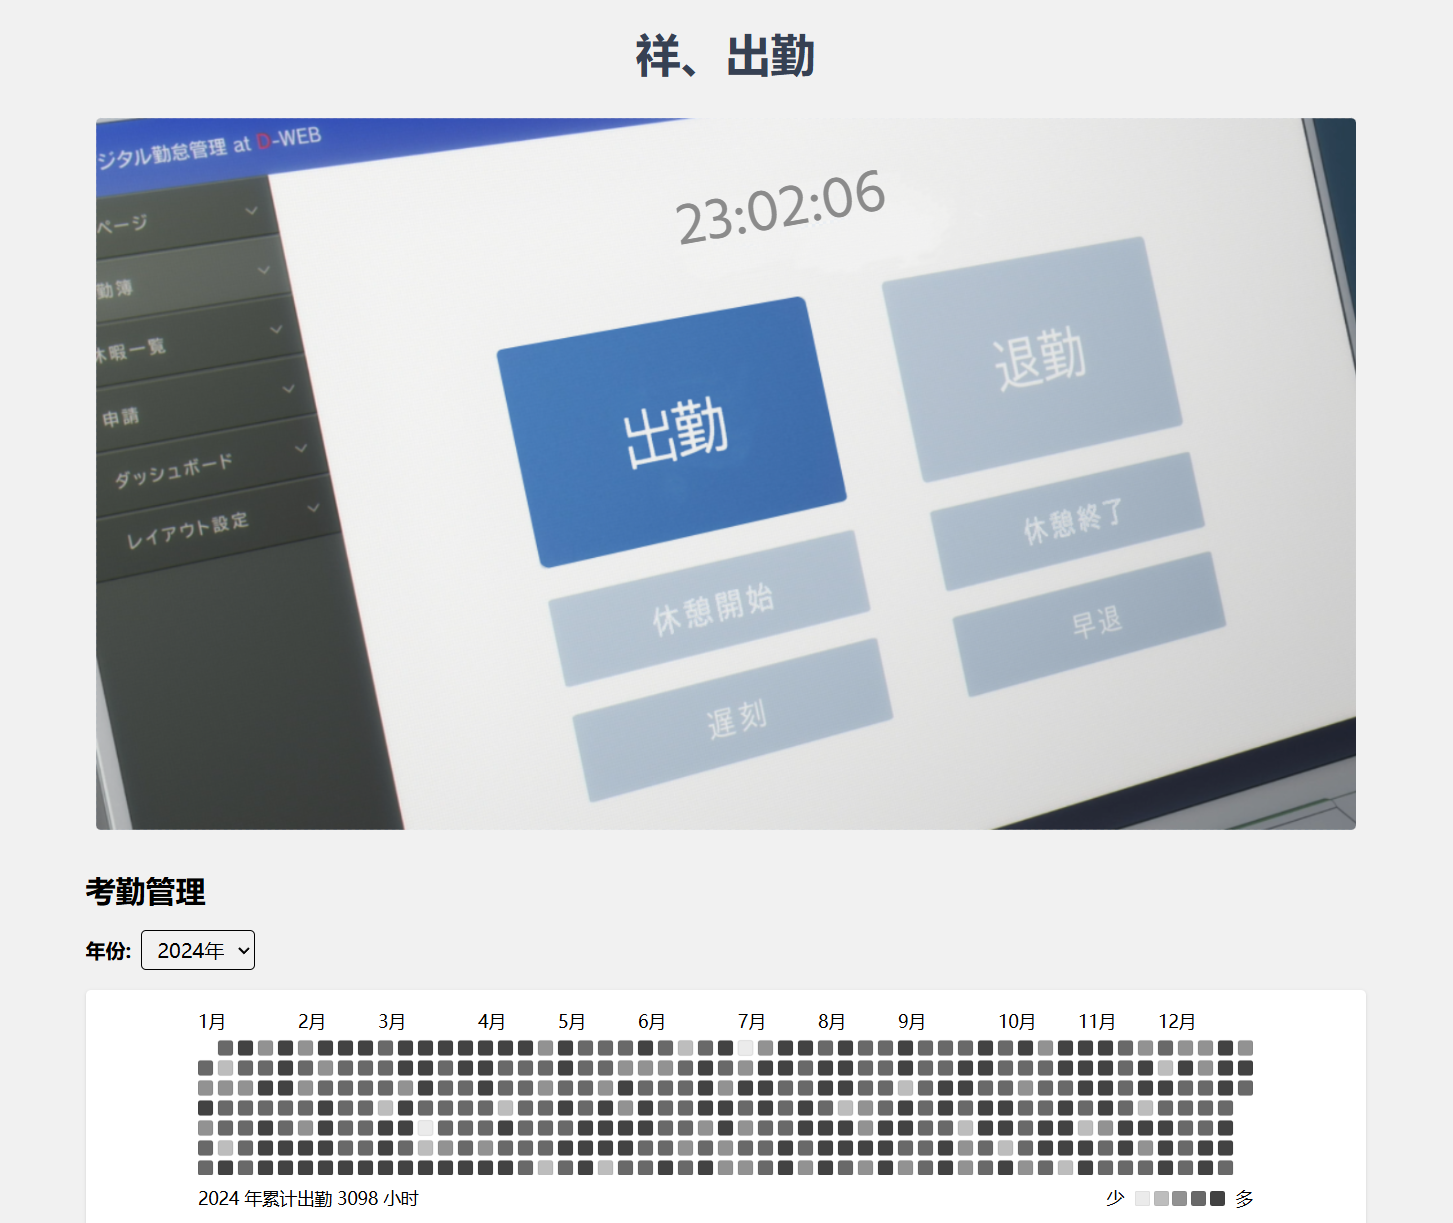 祥、出勤
ジタル勤怠管理 at D-WEB
23:02:06
ページ
勤簿
休暇一覧
申請
ダッシュボード
レイアウト設定
出勤
退勤
休憩開始
休憩終了
遅刻
早退
考勤管理
年份: 2024年
1月 2月 3月 4月 5月 6月 7月 8月 9月 10月 11月 12月
2024 年累计出勤 3098 小时
少 多